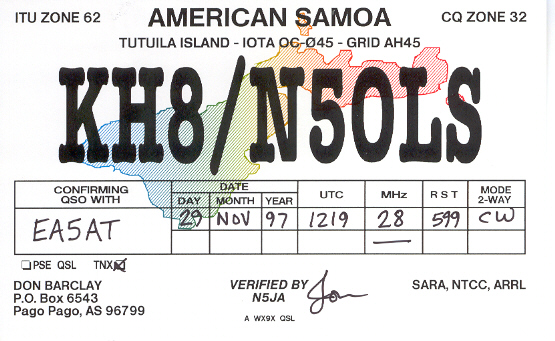 ITU ZONE 62 AMERICAN SAMOA CQ ZONE 32
TUTUILA ISLAND - IOTA OC-Ø45 - GRID AH45
KH8/N5OLS
CONFIRMING QSO WITH DATE UTC MHz R S T MODE 2-WAY
DAY MONTH YEAR
EA5AT 29 NOV 97 1219 28 599 CW
PSE QSL TNX
DON BARCLAY VERIFIED BY Jon SARA, NTCC, ARRL
P.O. Box 6543 N5JA
Pago Pago, AS 96799
A WX9X QSL